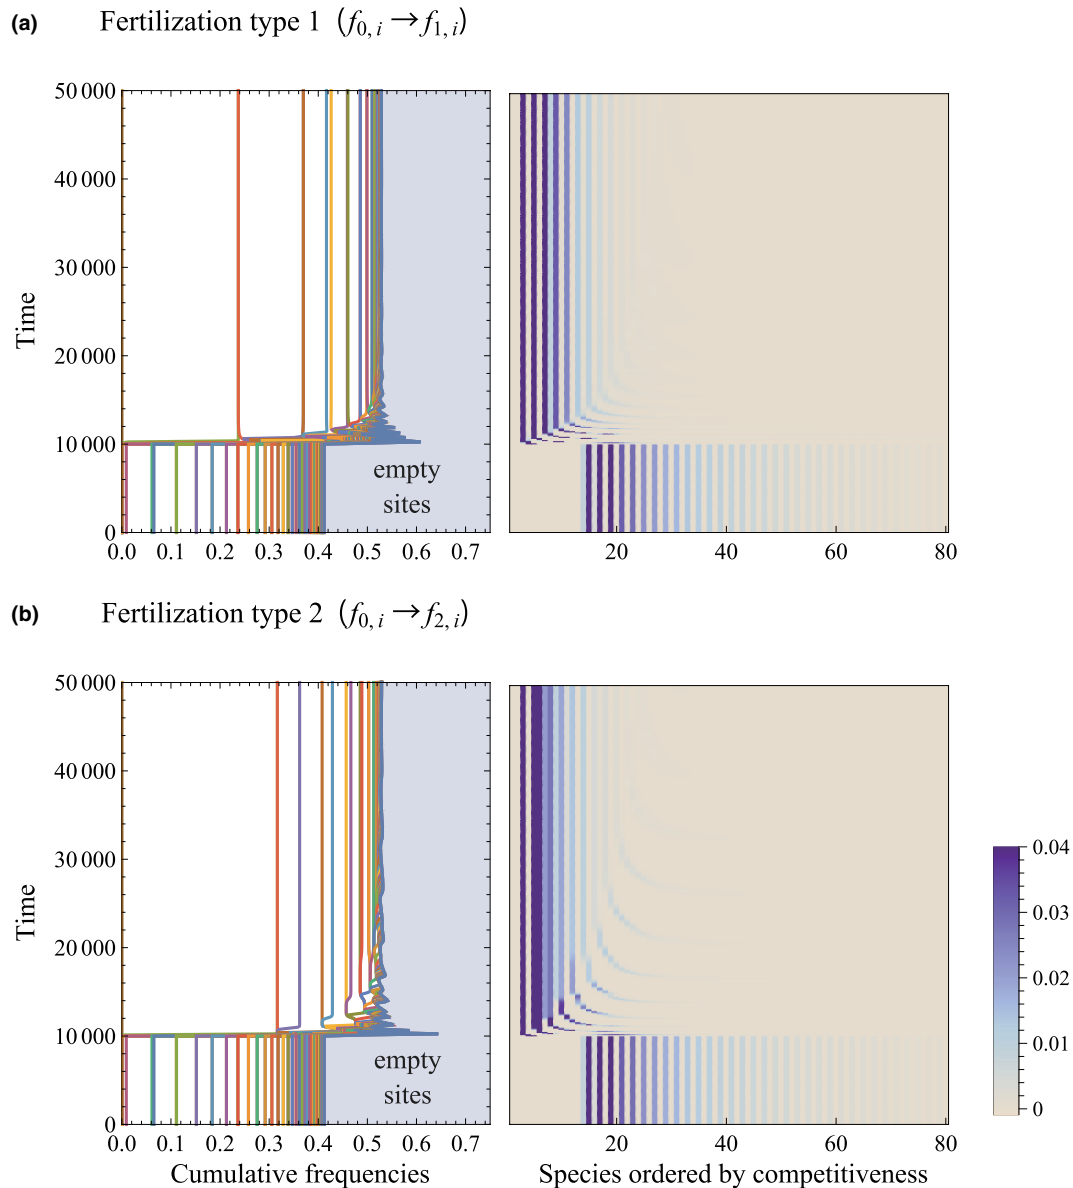 (a) Fertilization type 1 (f0,i → f1,i)
50 000
40 000
30 000
20 000
10 000
0
Time
empty
sites
0.0 0.1 0.2 0.3 0.4 0.5 0.6 0.7
20 40 60 80
(b) Fertilization type 2 (f0,i → f2,i)
50 000
40 000
30 000
20 000
10 000
0
Time
empty
sites
0.0 0.1 0.2 0.3 0.4 0.5 0.6 0.7
Cumulative frequencies
20 40 60 80
Species ordered by competitiveness
0.04
0.03
0.02
0.01
0